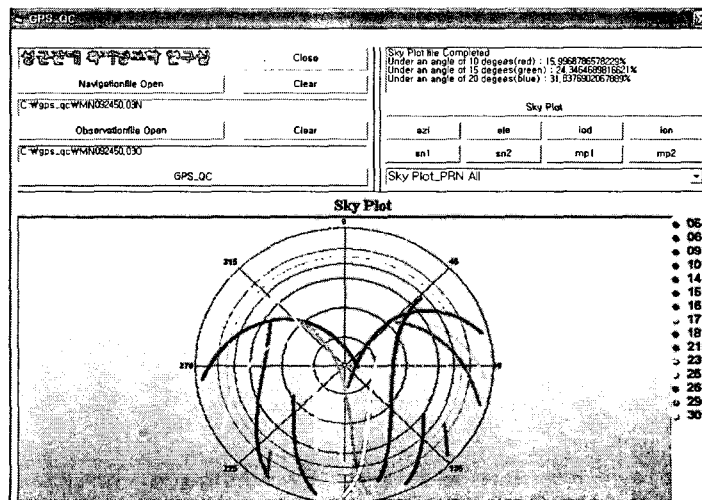 GPS_QC
Close
Navigationfile Open
Clear
C:\gps_qc\MN092450.03N
Observationfile Open
Clear
C:\gps_qc\MN092450.03O
GPS_QC
Sky Plot file Completed
Under an angle of 10 degees(red) : 15.9968786578229%
Under an angle of 15 degees(green) : 24.3464689816621%
Under an angle of 20 degees(blue) : 31.8376902067889%
Sky Plot
azi
ele
iod
ion
sn1
sn2
mp1
mp2
Sky Plot_PRN All
Sky Plot
0
315
45
270
90
225
135
06
09
10
14
15
16
17
18
21
23
25
26
29
30